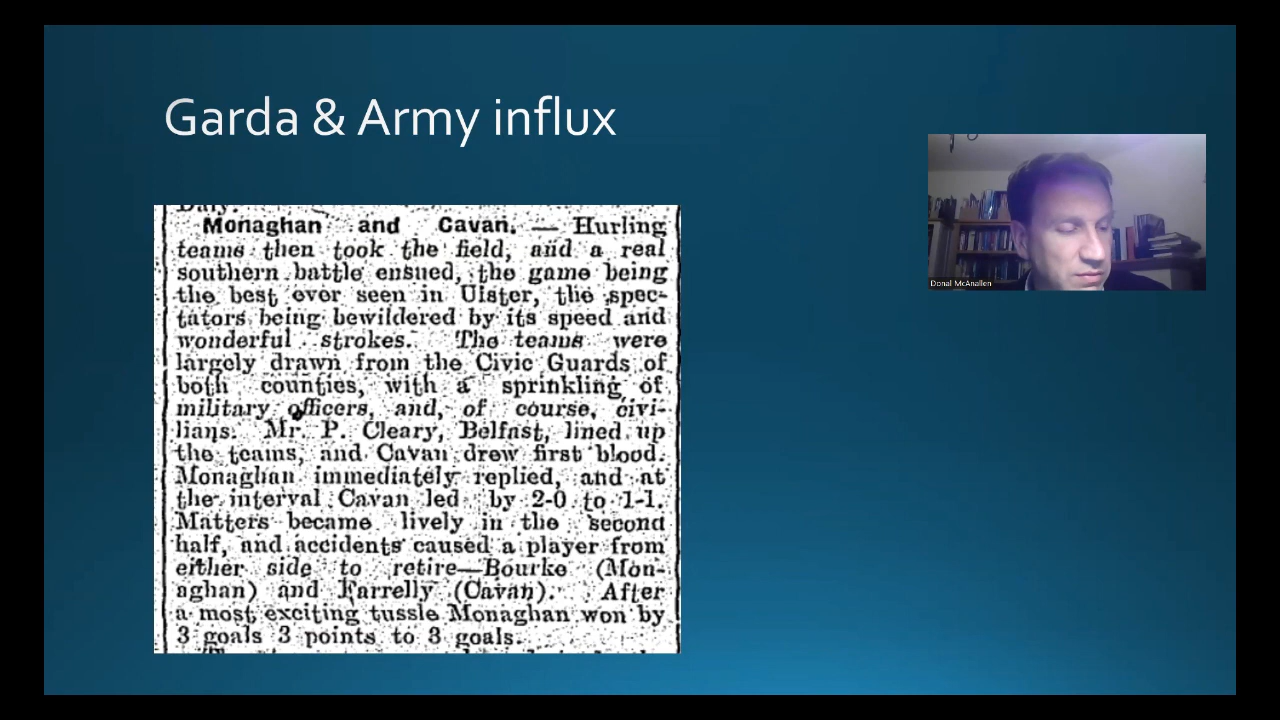 Garda & Army influx
Daly.
Monaghan and Cavan. — Hurling
teams then took the field, and a real
southern battle ensued, the game being
the best ever seen in Ulster, the spec-
tators being bewildered by its speed and
wonderful strokes. The teams were
largely drawn from the Civic Guards of
both counties, with a sprinkling of
military officers, and, of course, civi-
lians. Mr. P. Cleary, Belfast, lined up
the teams, and Cavan drew first blood.
Monaghan immediately replied, and at
the interval Cavan led by 2-0 to 1-1.
Matters became lively in the second
half, and accidents caused a player from
either side to retire—Bourke (Mon-
aghan) and Farrelly (Cavan). After
a most exciting tussle Monaghan won by
3 goals 3 points to 3 goals.
Donal McAnallen